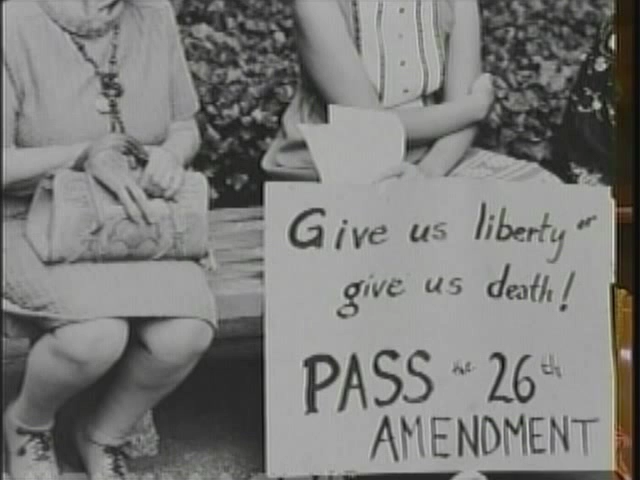 Give us liberty or
give us death!
PASS the 26th
AMENDMENT